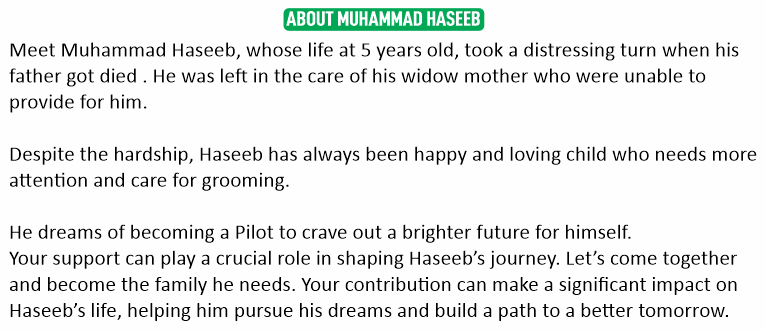 ABOUT MUHAMMAD HASEEB
Meet Muhammad Haseeb, whose life at 5 years old, took a distressing turn when his
father got died . He was left in the care of his widow mother who were unable to
provide for him.
Despite the hardship, Haseeb has always been happy and loving child who needs more
attention and care for grooming.
He dreams of becoming a Pilot to crave out a brighter future for himself.
Your support can play a crucial role in shaping Haseeb’s journey. Let’s come together
and become the family he needs. Your contribution can make a significant impact on
Haseeb’s life, helping him pursue his dreams and build a path to a better tomorrow.